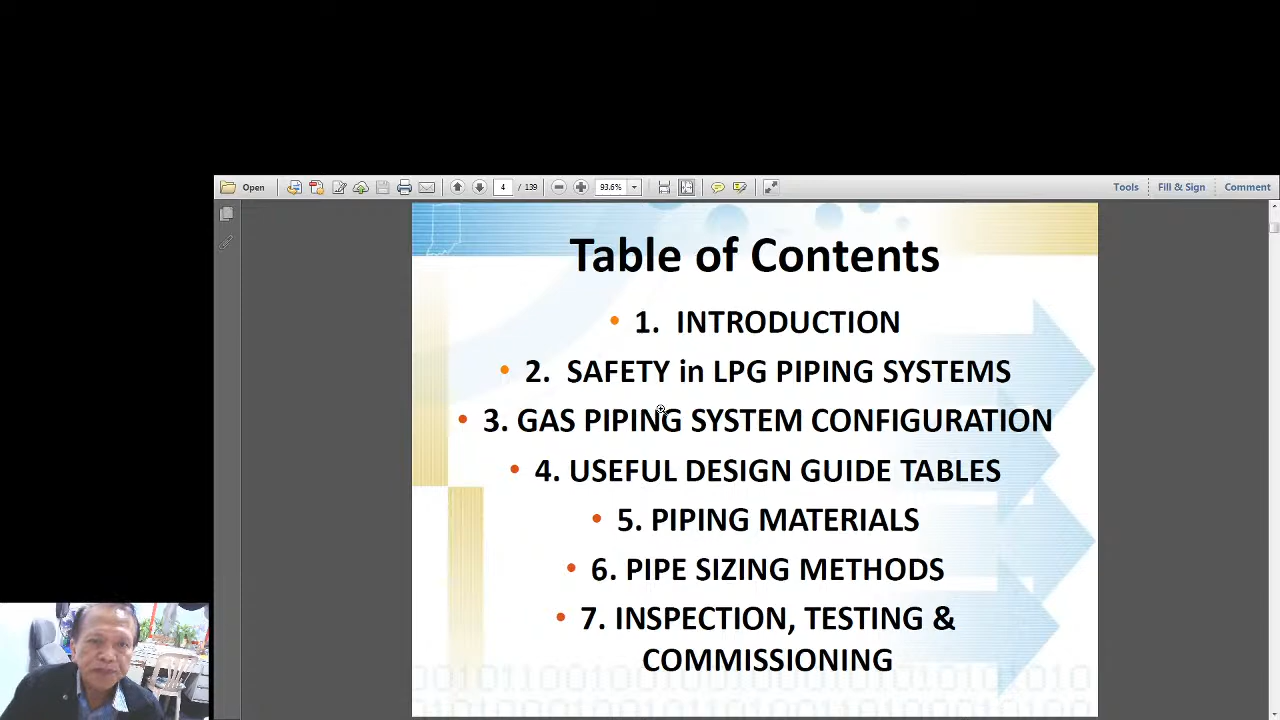 Open
4 / 139
93.6%
Tools
Fill & Sign
Comment
Table of Contents
• 1. INTRODUCTION
• 2. SAFETY in LPG PIPING SYSTEMS
• 3. GAS PIPING SYSTEM CONFIGURATION
• 4. USEFUL DESIGN GUIDE TABLES
• 5. PIPING MATERIALS
• 6. PIPE SIZING METHODS
• 7. INSPECTION, TESTING &
COMMISSIONING